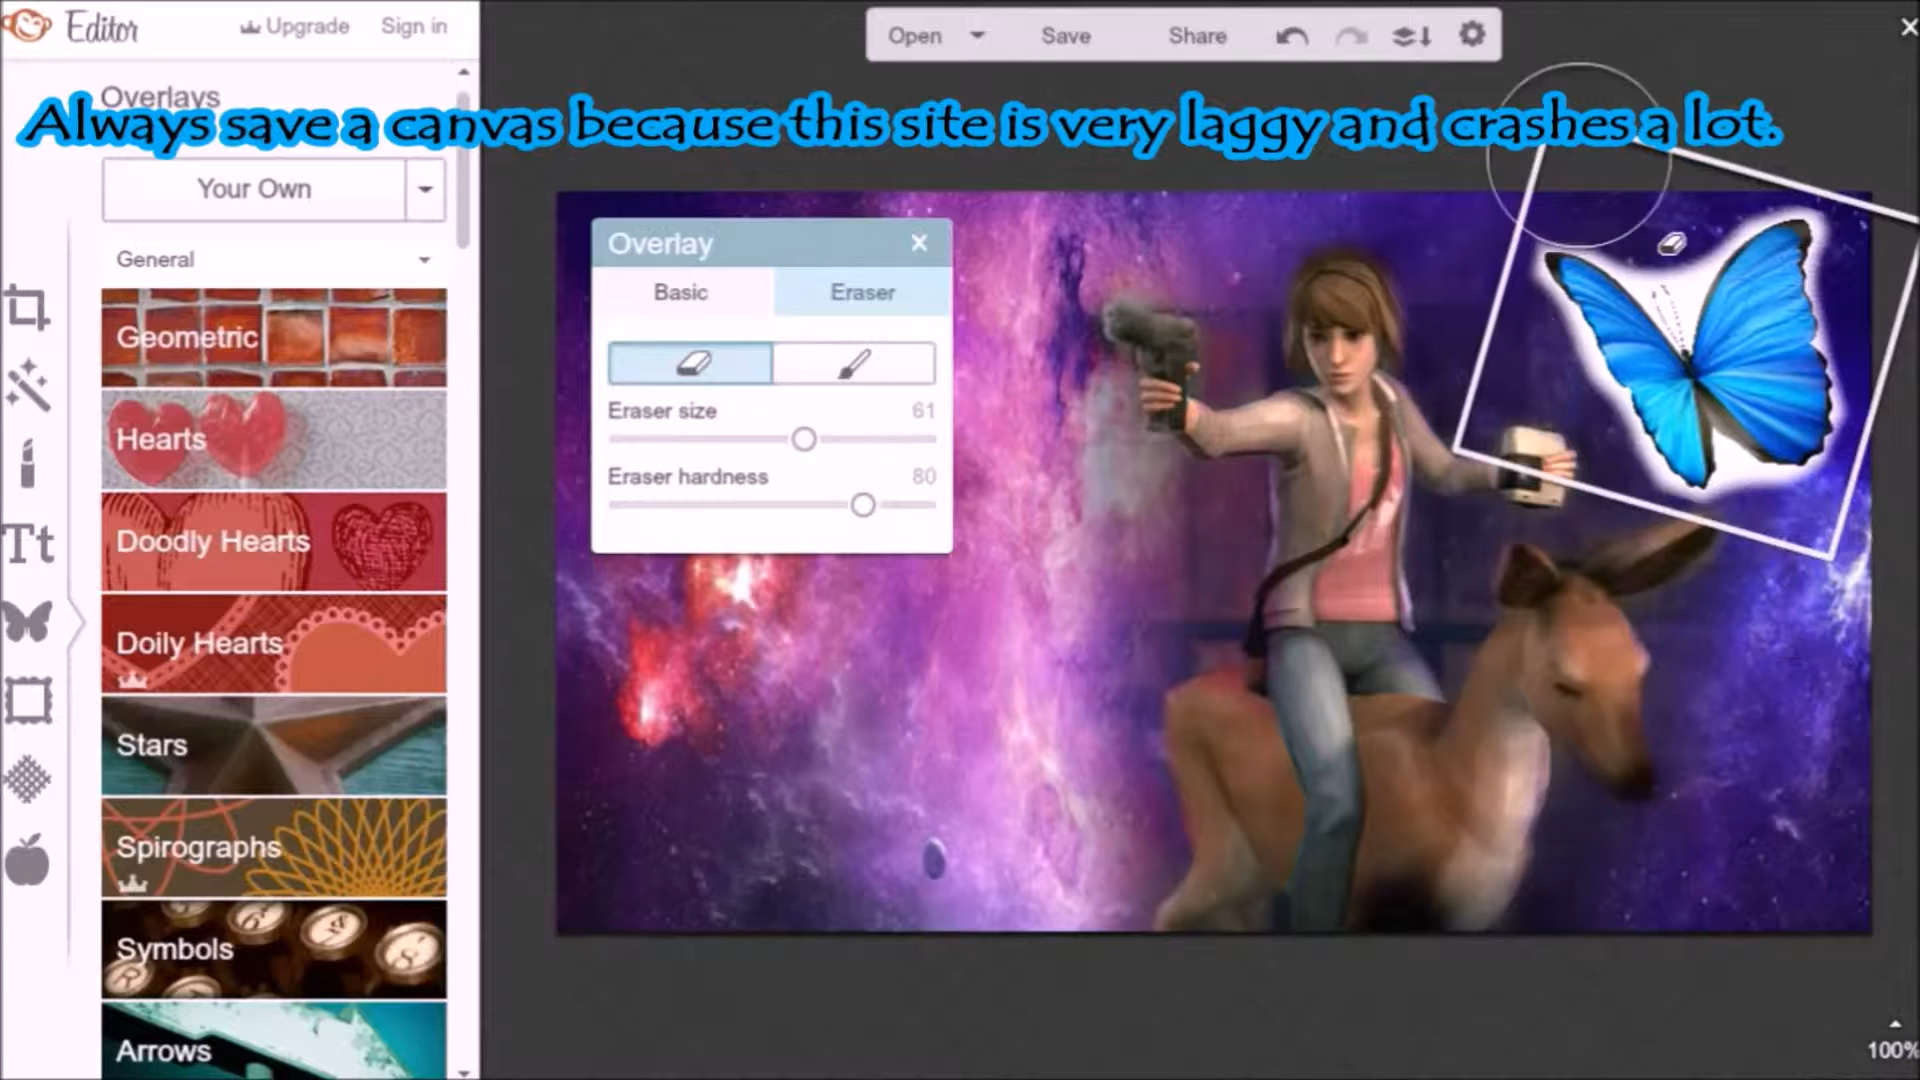 Editor
Upgrade
Sign in
Open
Save
Share
Overlays
Always save a canvas because this site is very laggy and crashes a lot.
Your Own
General
Geometric
Hearts
Doodly Hearts
Doily Hearts
Stars
Spirographs
Symbols
Arrows
Tt
Overlay
Basic
Eraser
Eraser size 61
Eraser hardness 80
100%